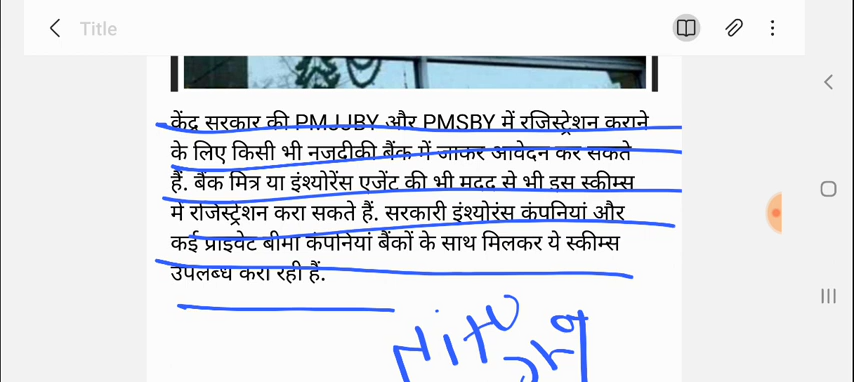 Title
केंद्र सरकार की PMJJBY और PMSBY में रजिस्ट्रेशन कराने
के लिए किसी भी नजदीकी बैंक में जाकर आवेदन कर सकते
हैं. बैंक मित्र या इंश्योरेंस एजेंट की भी मदद से भी इस स्कीम्स
में रजिस्ट्रेशन करा सकते हैं. सरकारी इंश्योरंस कंपनियां और
कई प्राइवेट बीमा कंपनियां बैंकों के साथ मिलकर ये स्कीम्स
उपलब्ध करा रही हैं.